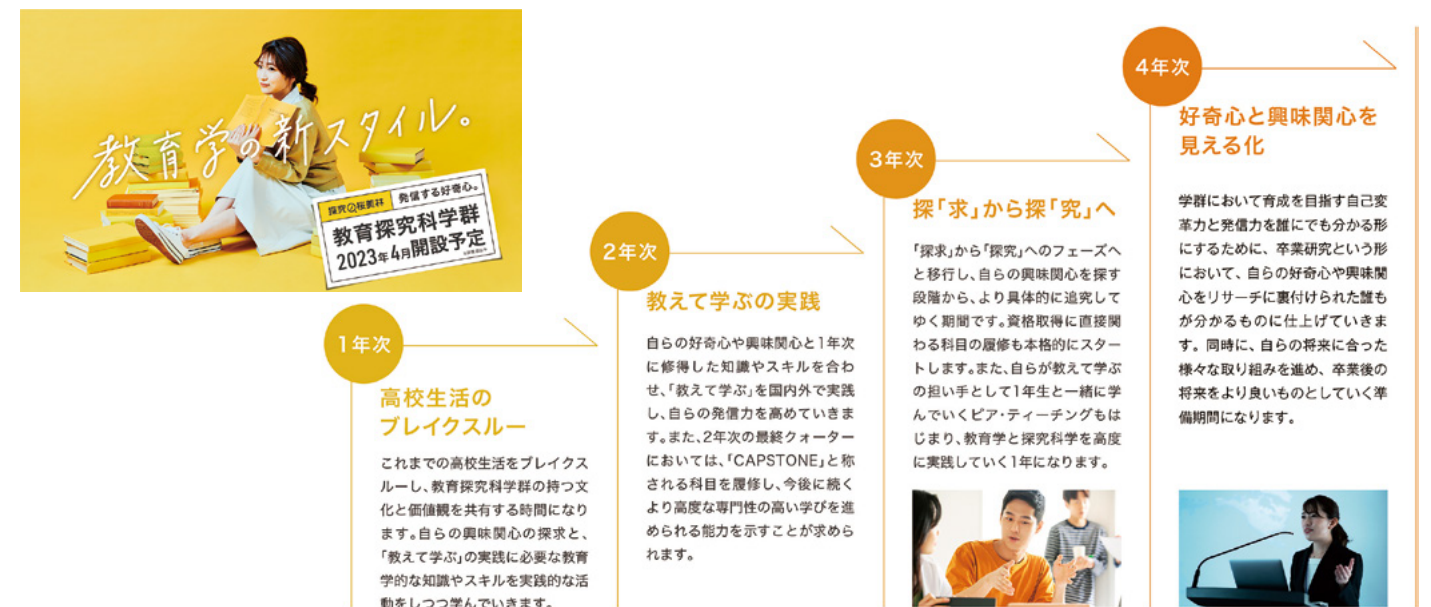 教育学の新スタイル。
探究の桜美林
発信する好奇心。
教育探究科学群
2023年4月開設予定
1年次
高校生活の
ブレイクスルー
これまでの高校生活をブレイクス
ルーし、教育探究科学群の持つ文
化と価値観を共有する時間になり
ます。自らの興味関心の探求と、
「教えて学ぶ」の実践に必要な教育
学的な知識やスキルを実践的な活
動をしつつ学んでいきます。
2年次
教えて学ぶの実践
自らの好奇心や興味関心と1年次
に修得した知識やスキルを合わ
せ、「教えて学ぶ」を国内外で実践
し、自らの発信力を高めていきま
す。また、2年次の最終クォーター
においては、「CAPSTONE」と称
される科目を履修し、今後に続く
より高度な専門性の高い学びを進
められる能力を示すことが求めら
れます。
3年次
探「求」から探「究」へ
「探求」から「探究」へのフェーズへ
と移行し、自らの興味関心を探す
段階から、より具体的に追究して
ゆく期間です。資格取得に直接関
わる科目の履修も本格的にスター
トします。また、自らが教えて学ぶ
の担い手として1年生と一緒に学
んでいくピア・ティーチングもは
じまり、教育学と探究科学を高度
に実践していく1年になります。
4年次
好奇心と興味関心を
見える化
学群において育成を目指す自己変
革力と発信力を誰にでも分かる形
にするために、卒業研究という形
において、自らの好奇心や興味関
心をリサーチに裏付けられた誰も
が分かるものに仕上げていきま
す。同時に、自らの将来に合った
様々な取り組みを進め、卒業後の
将来をより良いものとしていく準
備期間になります。